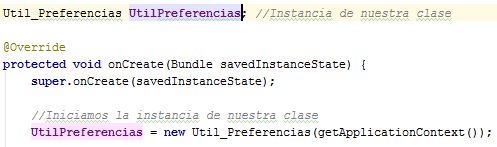 Util_Preferencias UtilPreferencias; //Instancia de nuestra clase
@Override
protected void onCreate(Bundle savedInstanceState) {
super.onCreate(savedInstanceState);
//Iniciamos la instancia de nuestra clase
UtilPreferencias = new Util_Preferencias(getApplicationContext());